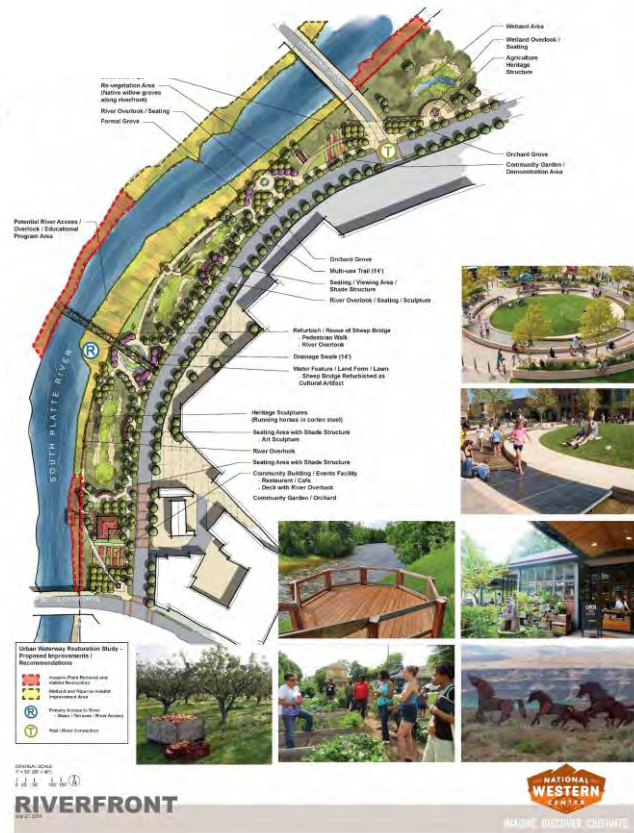 Wetland Area
Wetland Overlook /
Seating
Agriculture
Heritage
Structure
Re-vegetation Area
(Native willow groves
along riverfront)
River Overlook / Seating
Formal Grove
T
Orchard Grove
Community Garden /
Demonstration Area
Potential River Access /
Overlook / Educational
Program Area
Orchard Grove
Multi-use Trail (14')
Seating / Viewing Area /
Shade Structure
River Overlook / Seating / Sculpture
Refurbish / Reuse of Sheep Bridge
- Pedestrian Walk
- River Overlook
R
Drainage Swale (14')
Water Feature / Land Form / Lawn
- Sheep Bridge Refurbished as
Cultural Artifact
SOUTH PLATTE RIVER
Heritage Sculptures
(Running horses in corten steel)
Seating Area with Shade Structure
- Art Sculpture
River Overlook
Seating Area with Shade Structure
Community Building / Events Facility
- Restaurant / Cafe
- Deck with River Overlook
Community Garden / Orchard
OPEN
Urban Waterway Restoration Study -
Proposed Improvements /
Recommendations
Invasive Plant Removal and
Habitat Restoration
Wetland and Riparian Habitat
Improvement Area
R
Primary Access to River
- Steps / Terraces / River Access
T
Trail / River Connection
ORIGINAL SCALE:
RIVERFRONT
NATIONAL
WESTERN
CENTER
IMAGINE. DISCOVER. CULTIVATE.